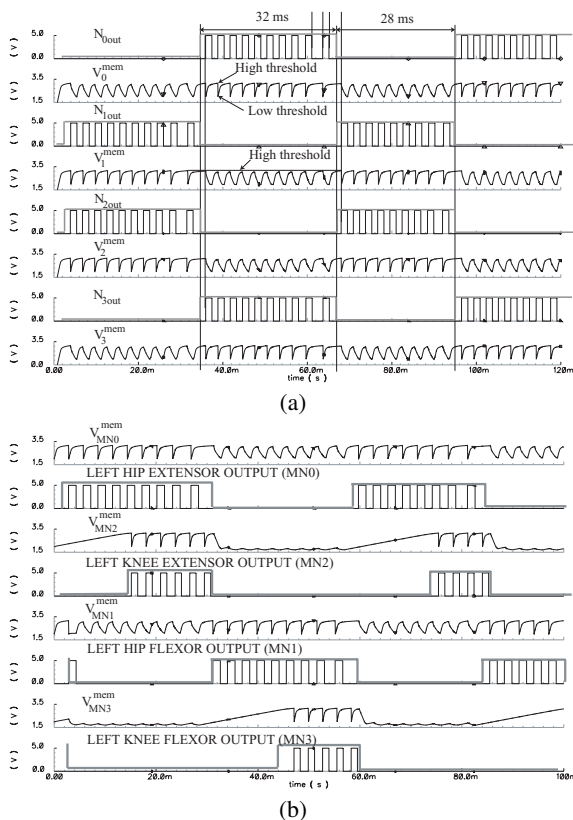 32 ms 28 ms
(V) 5.0 0.0 N0out
(V) 3.5 1.5 V0mem High threshold Low threshold
(V) 5.0 0.0 N1out
(V) 3.5 1.5 V1mem High threshold
(V) 5.0 0.0 N2out
(V) 3.5 1.5 V2mem
(V) 5.0 0.0 N3out
(V) 3.5 1.5 V3mem
0.00 20.0m 40.0m 60.0m 80.0m 100m 120m
time ( s )
(a)
(V) 3.5 1.5 VMN0mem
LEFT HIP EXTENSOR OUTPUT (MN0)
(V) 5.0 0.0
(V) 3.5 1.5 VMN2mem
LEFT KNEE EXTENSOR OUTPUT (MN2)
(V) 5.0 0.0
(V) 3.5 1.5 VMN1mem
LEFT HIP FLEXOR OUTPUT (MN1)
(V) 5.0 0.0
(V) 3.5 1.5 VMN3mem
LEFT KNEE FLEXOR OUTPUT (MN3)
(V) 5.0 0.0
0.00 20.0m 40.0m 60.0m 80.0m 100m
time ( s )
(b)